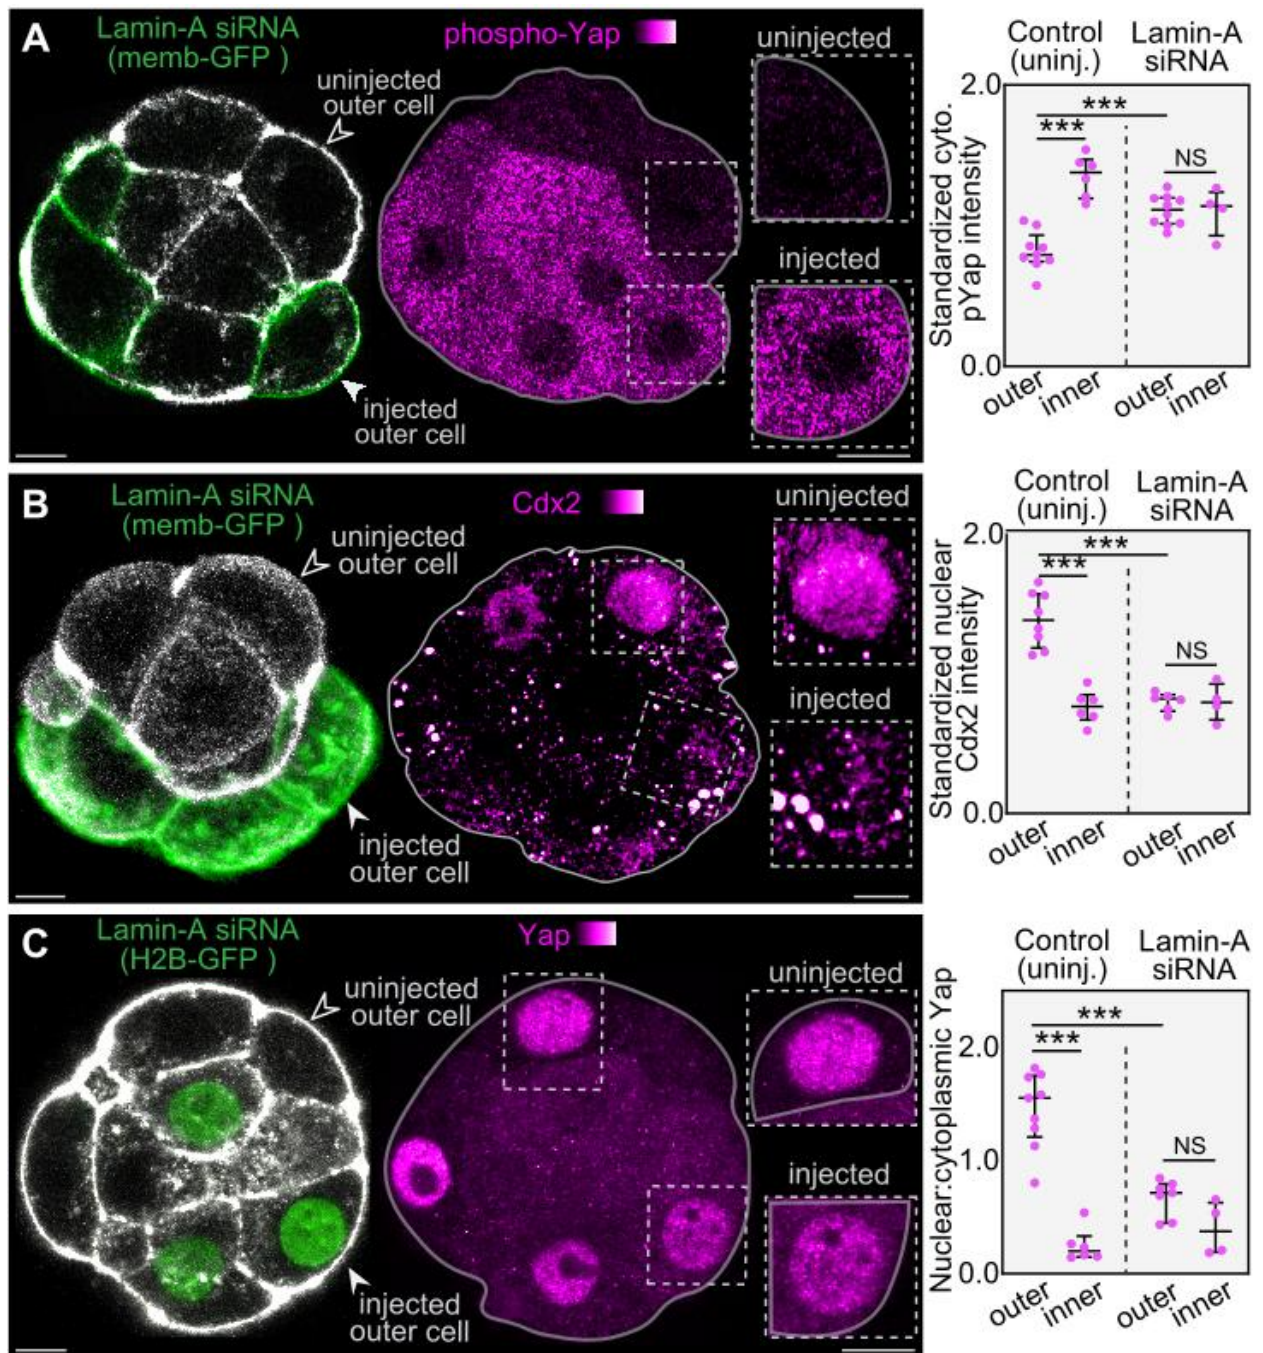 A
Lamin-A siRNA
(memb-GFP )
uninjected
outer cell
injected
outer cell
phospho-Yap
uninjected
injected
Control
(uninj.)
Lamin-A
siRNA
Standardized cyto.
pYap intensity
2.0
0.0
***
***
NS
outer
inner
outer
inner
B
Lamin-A siRNA
(memb-GFP )
uninjected
outer cell
injected
outer cell
Cdx2
uninjected
injected
Control
(uninj.)
Lamin-A
siRNA
Standardized nuclear
Cdx2 intensity
2.0
0.0
***
***
NS
outer
inner
outer
inner
C
Lamin-A siRNA
(H2B-GFP )
uninjected
outer cell
injected
outer cell
Yap
uninjected
injected
Control
(uninj.)
Lamin-A
siRNA
Nuclear:cytoplasmic Yap
2.0
1.0
0.0
***
***
NS
outer
inner
outer
inner